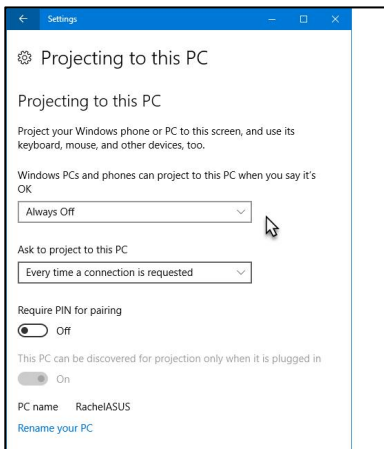 Settings
Projecting to this PC
Projecting to this PC
Project your Windows phone or PC to this screen, and use its
keyboard, mouse, and other devices, too.
Windows PCs and phones can project to this PC when you say it's
OK
Always Off
Ask to project to this PC
Every time a connection is requested
Require PIN for pairing
Off
This PC can be discovered for projection only when it is plugged in
On
PC name RachelASUS
Rename your PC